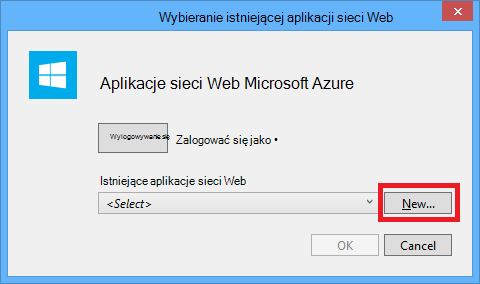 Wybieranie istniejącej aplikacji sieci Web
Aplikacje sieci Web Microsoft Azure
Wylogowywanie się
Zalogować się jako •
Istniejące aplikacje sieci Web
<Select>
New...
OK
Cancel